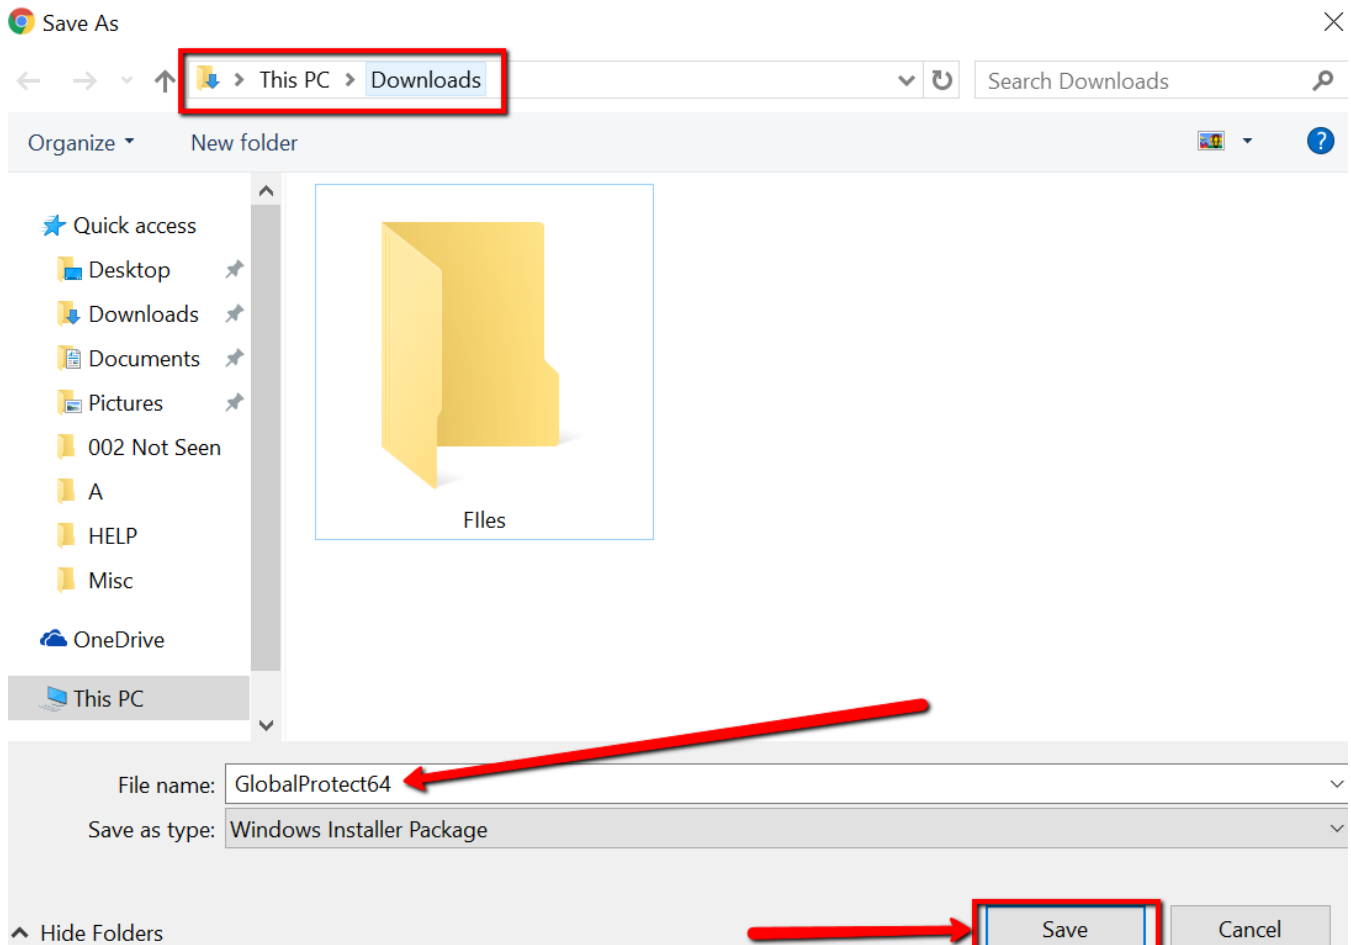 Save As
This PC > Downloads
Search Downloads
Organize
New folder
?
Quick access
Desktop
Downloads
Documents
Pictures
002 Not Seen
A
HELP
Misc
OneDrive
This PC
FIles
File name: GlobalProtect64
Save as type: Windows Installer Package
Hide Folders
Save
Cancel